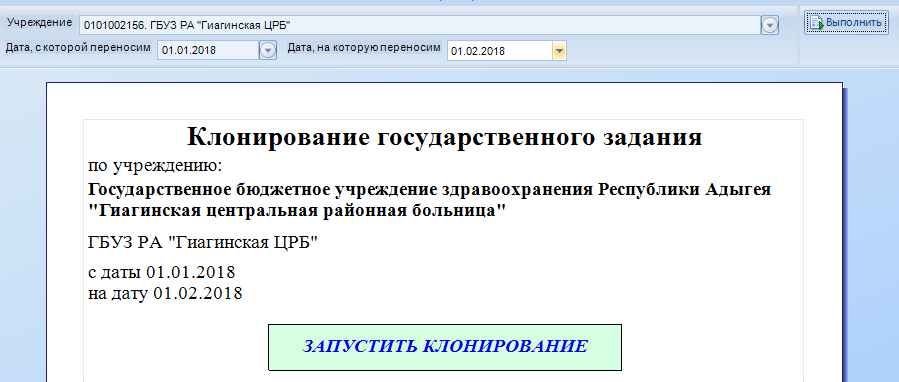 Учреждение 0101002156. ГБУЗ РА "Гиагинская ЦРБ" Выполнить
Дата, с которой переносим 01.01.2018 Дата, на которую переносим 01.02.2018
Клонирование государственного задания
по учреждению:
Государственное бюджетное учреждение здравоохранения Республики Адыгея
"Гиагинская центральная районная больница"
ГБУЗ РА "Гиагинская ЦРБ"
с даты 01.01.2018
на дату 01.02.2018
ЗАПУСТИТЬ КЛОНИРОВАНИЕ